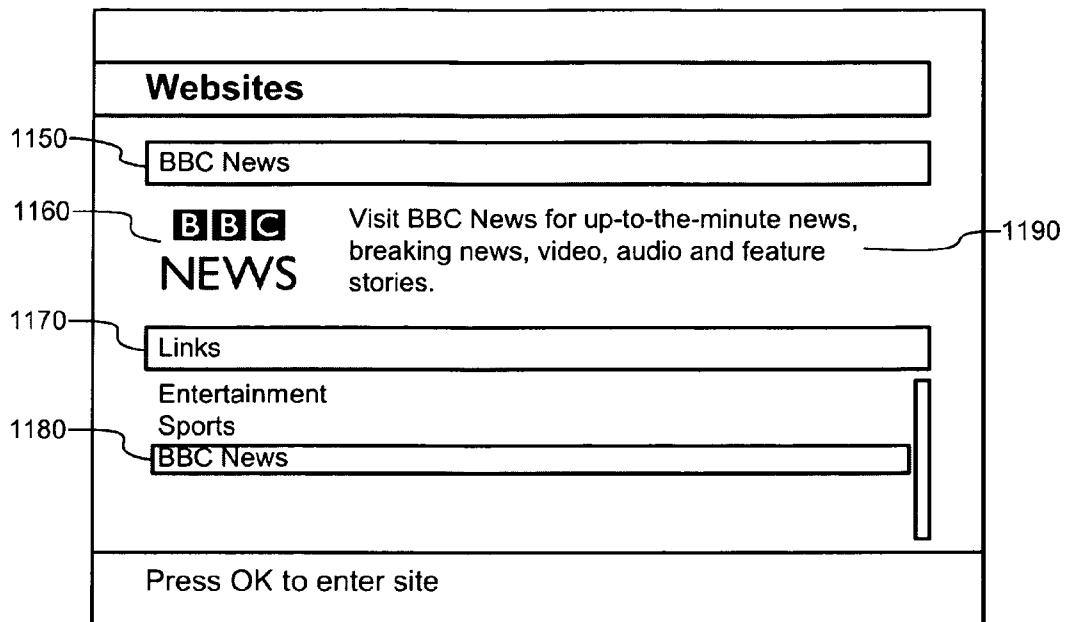 Websites
1150
BBC News
1160
BBC
NEWS
Visit BBC News for up-to-the-minute news,
breaking news, video, audio and feature
stories.
1190
1170
Links
Entertainment
Sports
1180
BBC News
Press OK to enter site